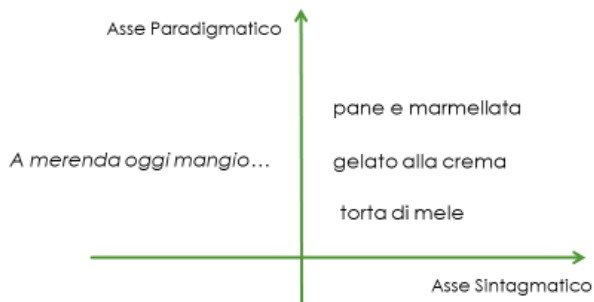 Asse Paradigmatico
pane e marmellata
A merenda oggi mangio... gelato alla crema
torta di mele
Asse Sintagmatico